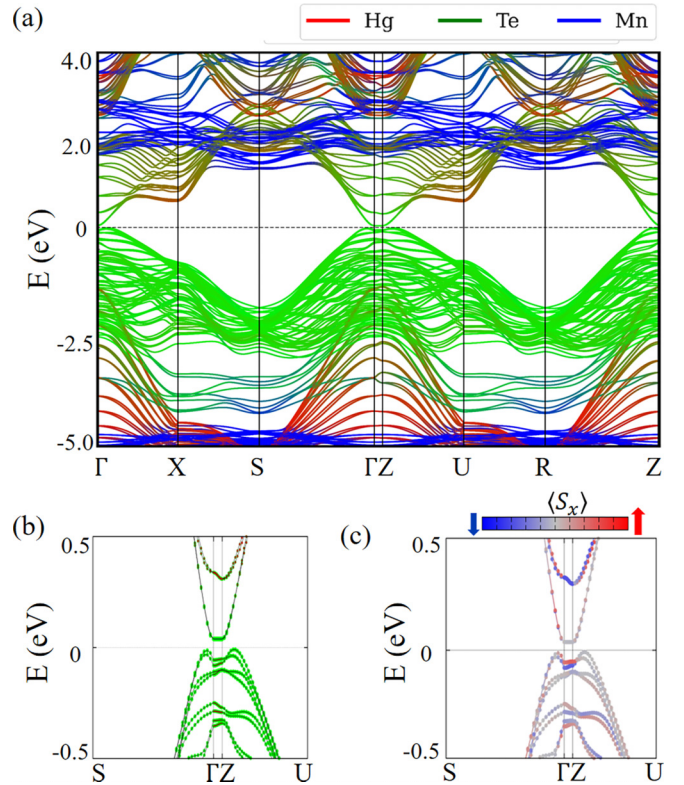 (a)
Hg Te Mn
E (eV)
4.0
2.0
0
-2.5
-5.0
Γ X S ΓZ U R Z
(b)
E (eV)
0.5
0
-0.5
S ΓZ U
(c)
⟨Sx⟩
E (eV)
0.5
0
-0.5
S ΓZ U